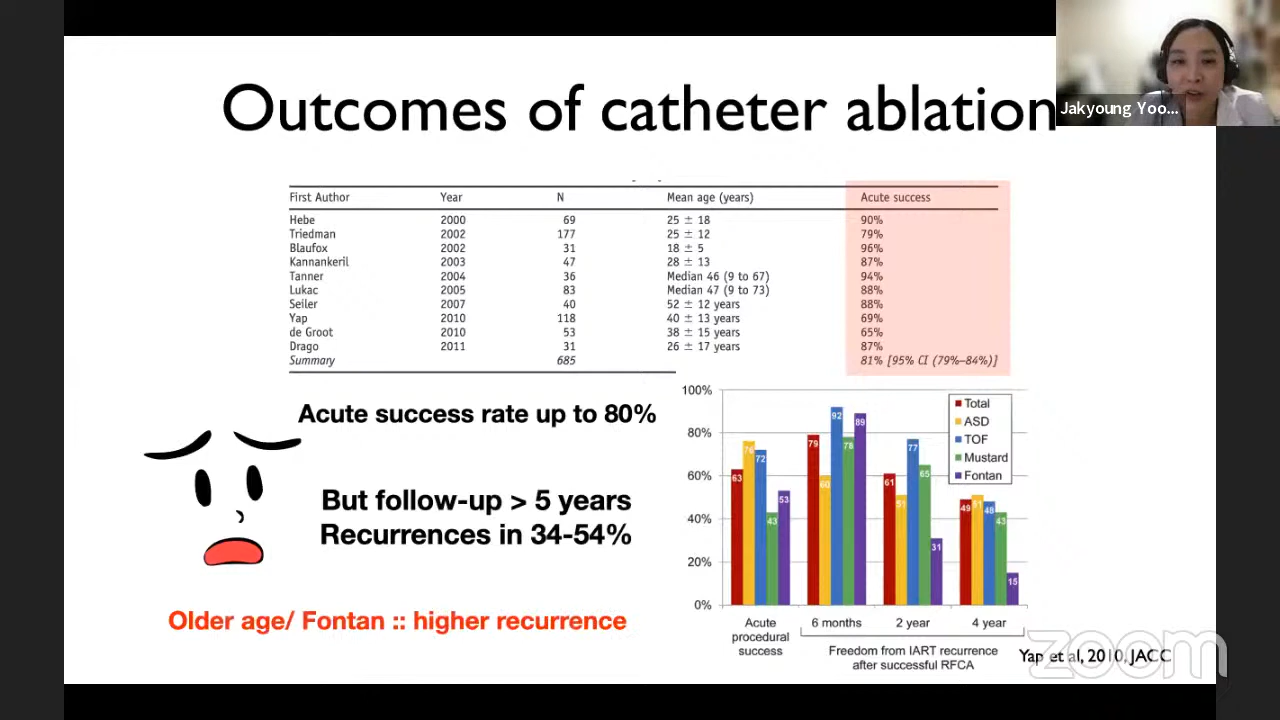 Outcomes of catheter ablation
Jakyoung Yoo...
First Author Year N Mean age (years) Acute success
Hebe 2000 69 25 ± 18 90%
Triedman 2002 177 25 ± 12 79%
Blaufox 2002 31 18 ± 5 96%
Kannankeril 2003 47 28 ± 13 87%
Tanner 2004 36 Median 46 (9 to 67) 94%
Lukac 2005 83 Median 47 (9 to 73) 88%
Seiler 2007 40 52 ± 12 years 88%
Yap 2010 118 40 ± 13 years 69%
de Groot 2010 53 38 ± 15 years 65%
Drago 2011 31 26 ± 17 years 87%
Summary 685 81% [95% CI (79%–84%)]
Acute success rate up to 80%
But follow-up > 5 years
Recurrences in 34-54%
Older age/ Fontan :: higher recurrence
100%
80%
60%
40%
20%
0%
Total
ASD
TOF
Mustard
Fontan
63 76 72 43 53
79 60 92 78 89
61 51 77 65 31
49 51 48 43 15
Acute
procedural
success
6 months 2 year 4 year
Freedom from IART recurrence
after successful RFCA
Yap et al, 2010, JACC
zoom